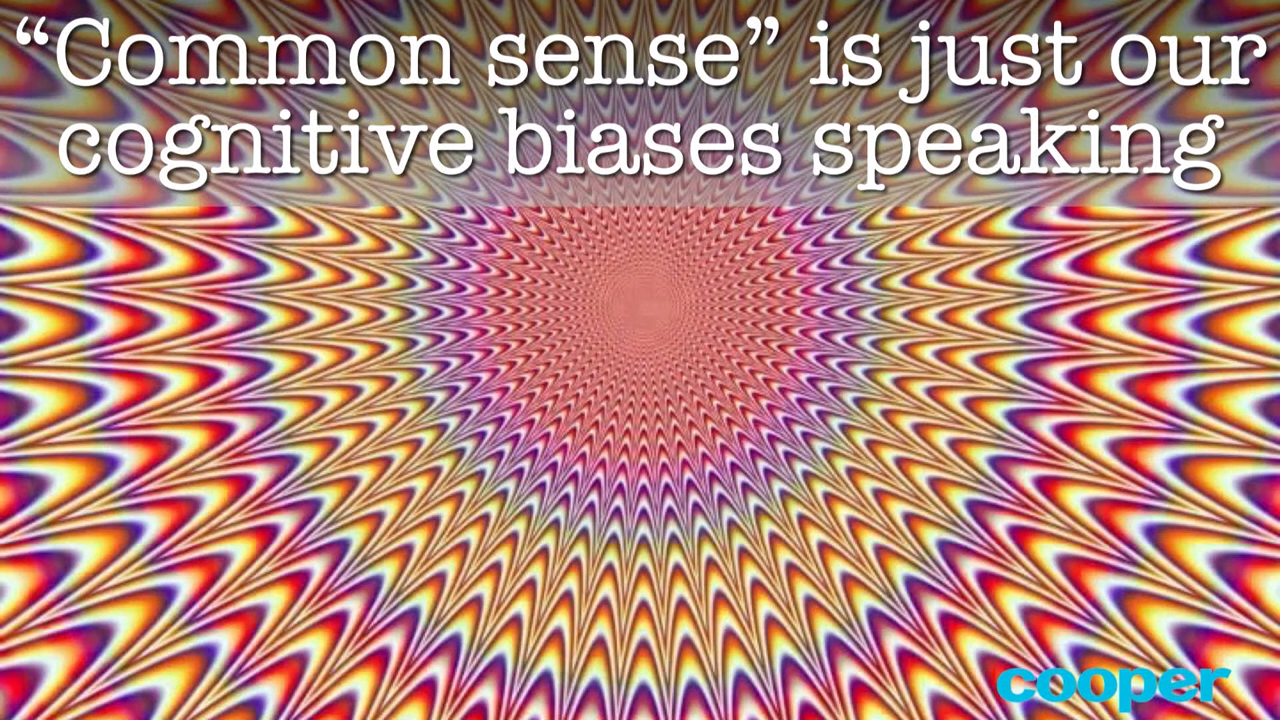 “Common sense” is just our
cognitive biases speaking
cooper